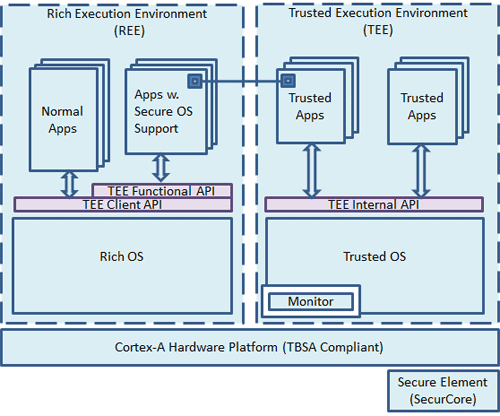 Rich Execution Environment
(REE)
Trusted Execution Environment
(TEE)
Normal
Apps
Apps w.
Secure OS
Support
Trusted
Apps
Trusted
Apps
TEE Functional API
TEE Client API
TEE Internal API
Rich OS
Trusted OS
Monitor
Cortex-A Hardware Platform (TBSA Compliant)
Secure Element
(SecurCore)